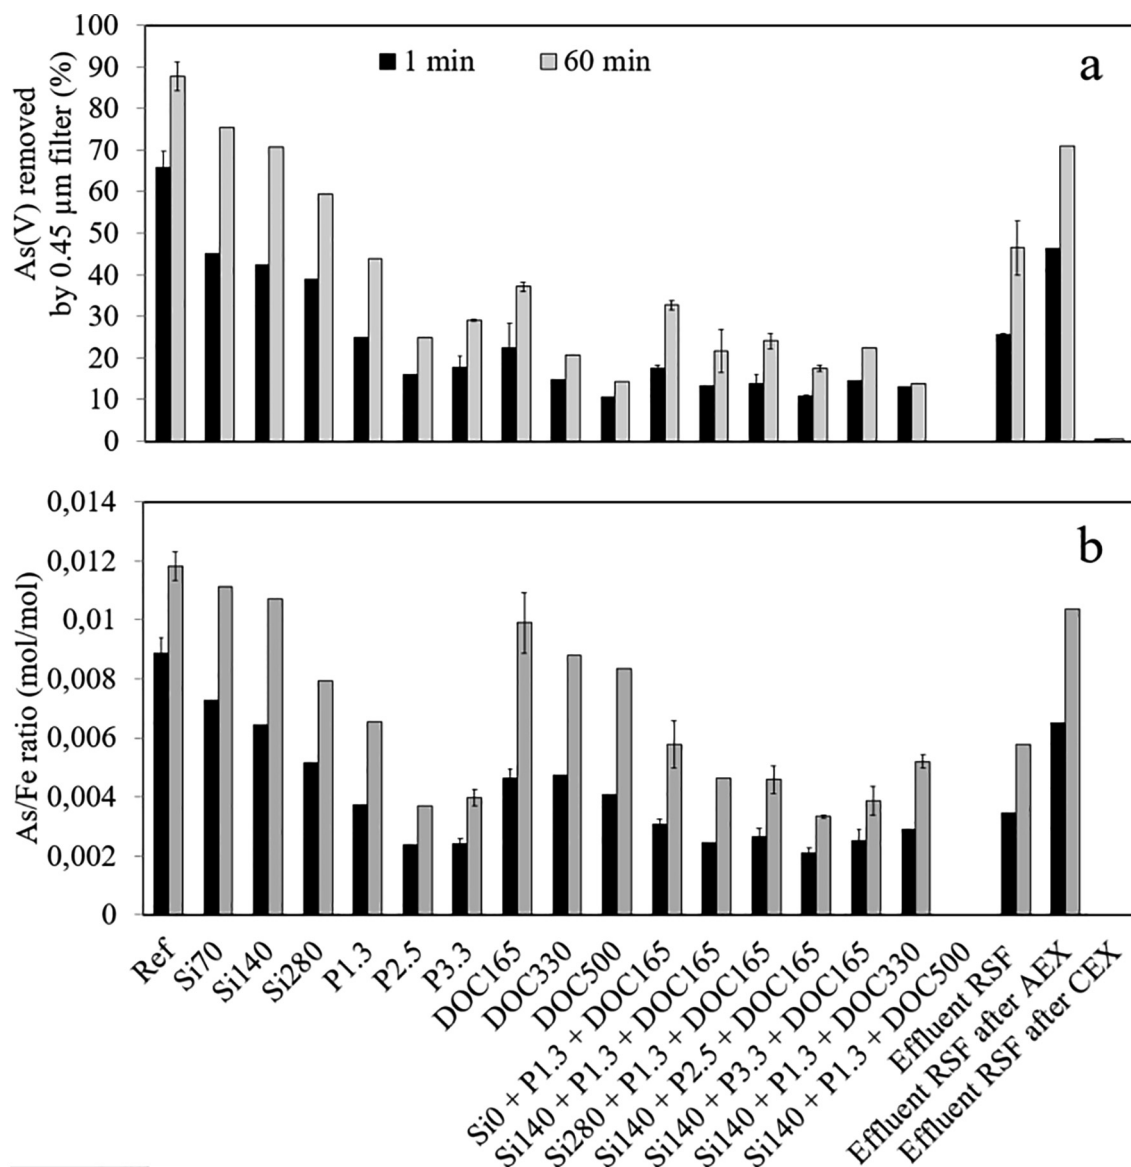 100
90
80
70
60
50
40
30
20
10
0
As(V) removed
by 0.45 µm filter (%)
1 min
60 min
a
0,014
0,012
0,01
0,008
0,006
0,004
0,002
0
As/Fe ratio (mol/mol)
b
Ref
Si70
Si140
Si280
P1.3
P2.5
P3.3
DOC165
DOC330
DOC500
Si0 + P1.3 + DOC165
Si140 + P1.3 + DOC165
Si280 + P1.3 + DOC165
Si140 + P2.5 + DOC165
Si140 + P3.3 + DOC165
Si140 + P1.3 + DOC330
Si140 + P1.3 + DOC500
Effluent RSF
Effluent RSF after AEX
Effluent RSF after CEX